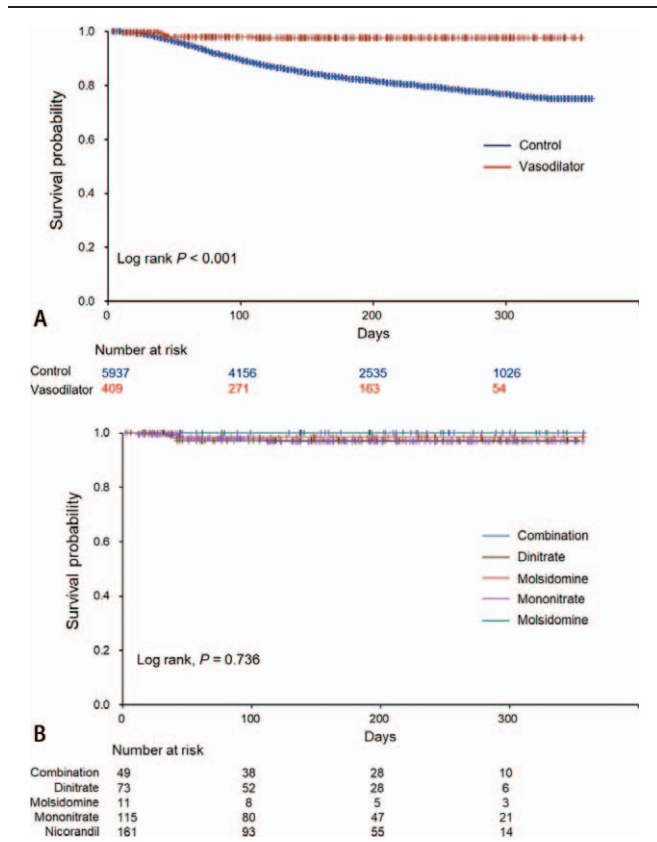 1.0
0.8
0.6
0.4
0.2
0.0
Survival probability
Control
Vasodilator
Log rank P < 0.001
0 100 200 300
Days
A
Number at risk
Control 5937 4156 2535 1026
Vasodilator 409 271 163 54
1.0
0.8
0.6
0.4
0.2
0.0
Survival probability
Combination
Dinitrate
Molsidomine
Mononitrate
Molsidomine
Log rank, P = 0.736
0 100 200 300
Days
B
Number at risk
Combination 49 38 28 10
Dinitrate 73 52 28 6
Molsidomine 11 8 5 3
Mononitrate 115 80 47 21
Nicorandil 161 93 55 14